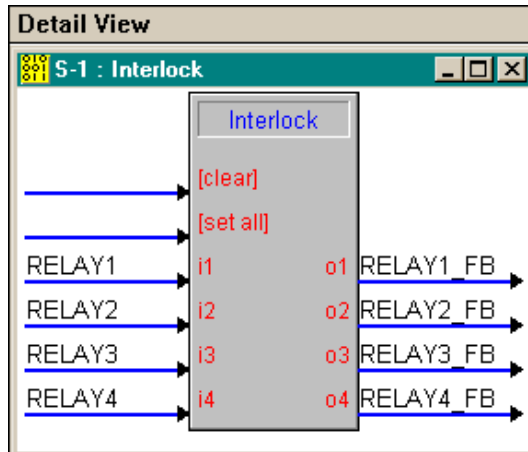 Detail View
S-1 : Interlock
Interlock
[clear]
[set all]
RELAY1 i1 o1 RELAY1_FB
RELAY2 i2 o2 RELAY2_FB
RELAY3 i3 o3 RELAY3_FB
RELAY4 i4 o4 RELAY4_FB